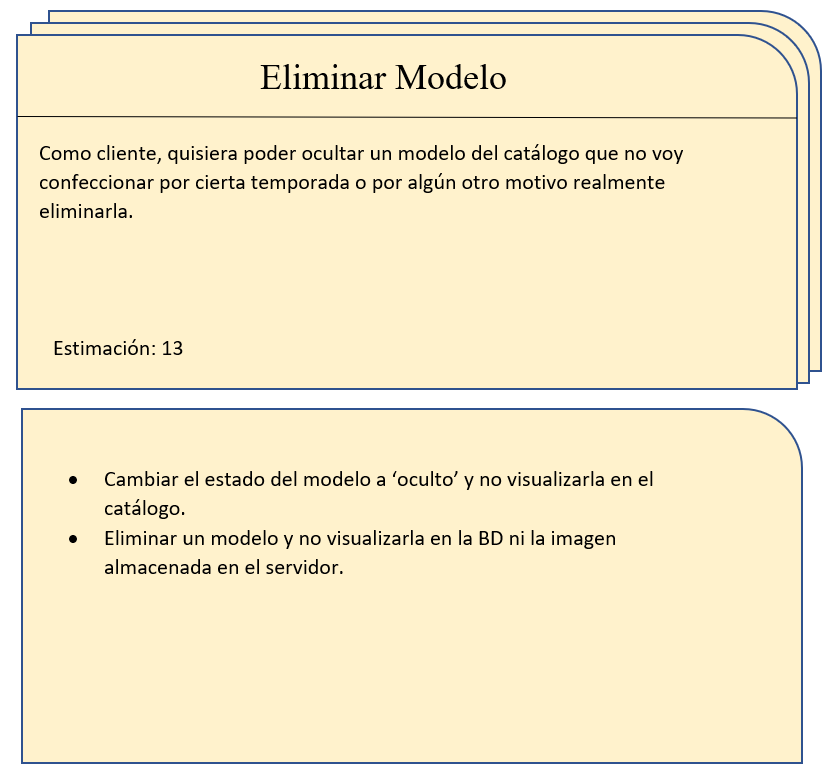 Eliminar Modelo
Como cliente, quisiera poder ocultar un modelo del catálogo que no voy
confeccionar por cierta temporada o por algún otro motivo realmente
eliminarla.
Estimación: 13
• Cambiar el estado del modelo a ‘oculto’ y no visualizarla en el
catálogo.
• Eliminar un modelo y no visualizarla en la BD ni la imagen
almacenada en el servidor.